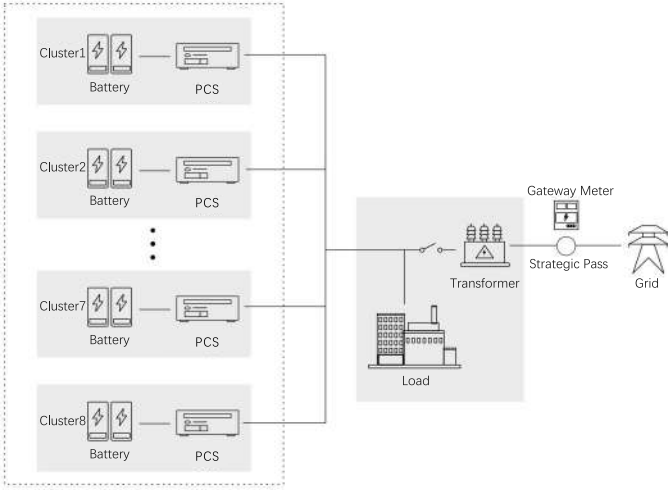 Cluster1
Battery
PCS
Cluster2
Battery
PCS
Cluster7
Battery
PCS
Cluster8
Battery
PCS
Load
Transformer
Gateway Meter
Strategic Pass
Grid